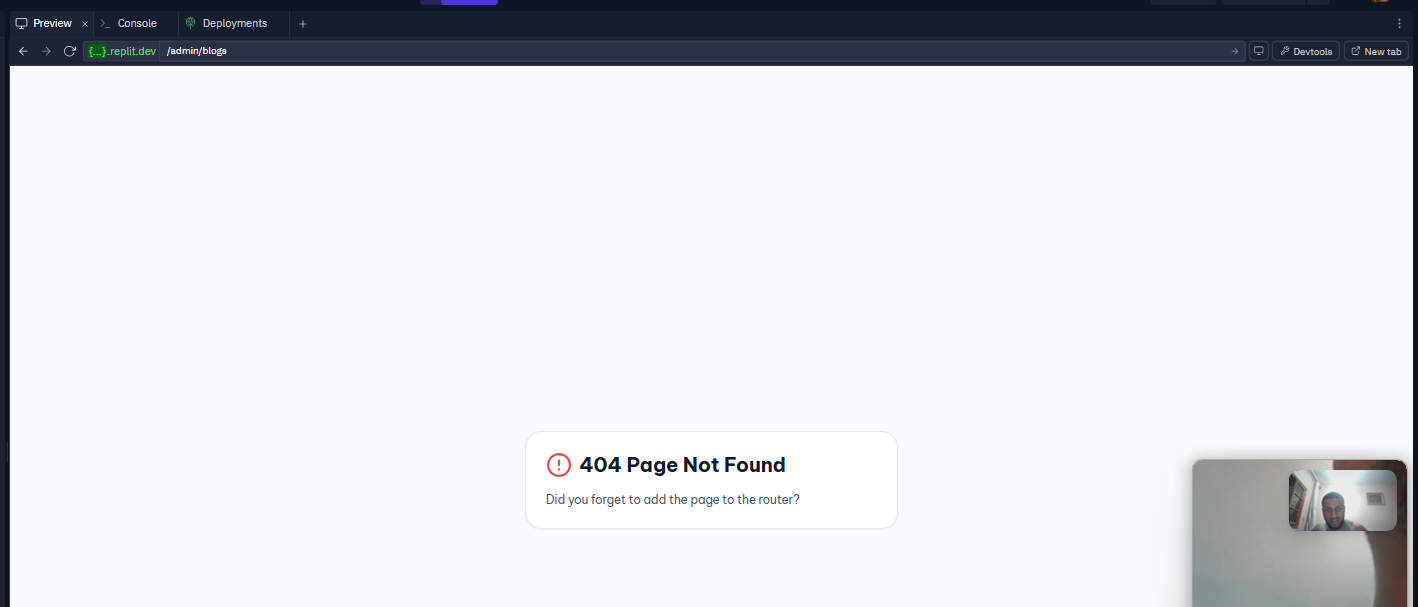 Preview × Console Deployments +
{...}.replit.dev /admin/blogs Devtools New tab
404 Page Not Found
Did you forget to add the page to the router?